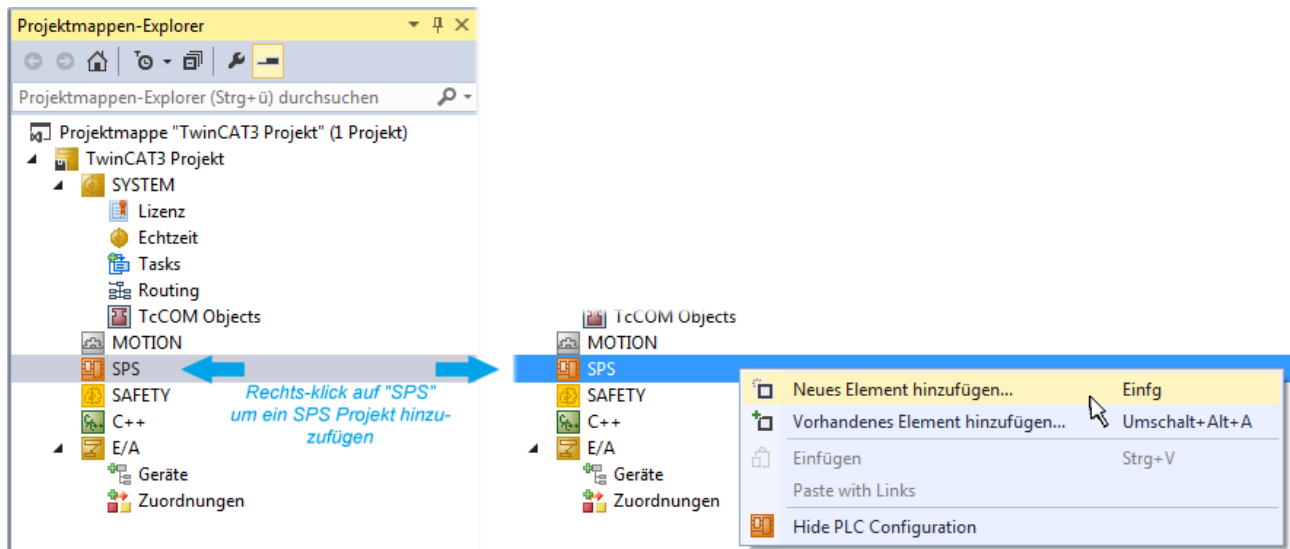 Projektmappen-Explorer
Projektmappen-Explorer (Strg+ü) durchsuchen
Projektmappe "TwinCAT3 Projekt" (1 Projekt)
TwinCAT3 Projekt
SYSTEM
Lizenz
Echtzeit
Tasks
Routing
TcCOM Objects
MOTION
SPS
SAFETY
C++
E/A
Geräte
Zuordnungen
Rechts-klick auf "SPS"
um ein SPS Projekt hinzu-
zufügen
TcCOM Objects
MOTION
SPS
SAFETY
C++
E/A
Geräte
Zuordnungen
Neues Element hinzufügen... Einfg
Vorhandenes Element hinzufügen... Umschalt+Alt+A
Einfügen Strg+V
Paste with Links
Hide PLC Configuration